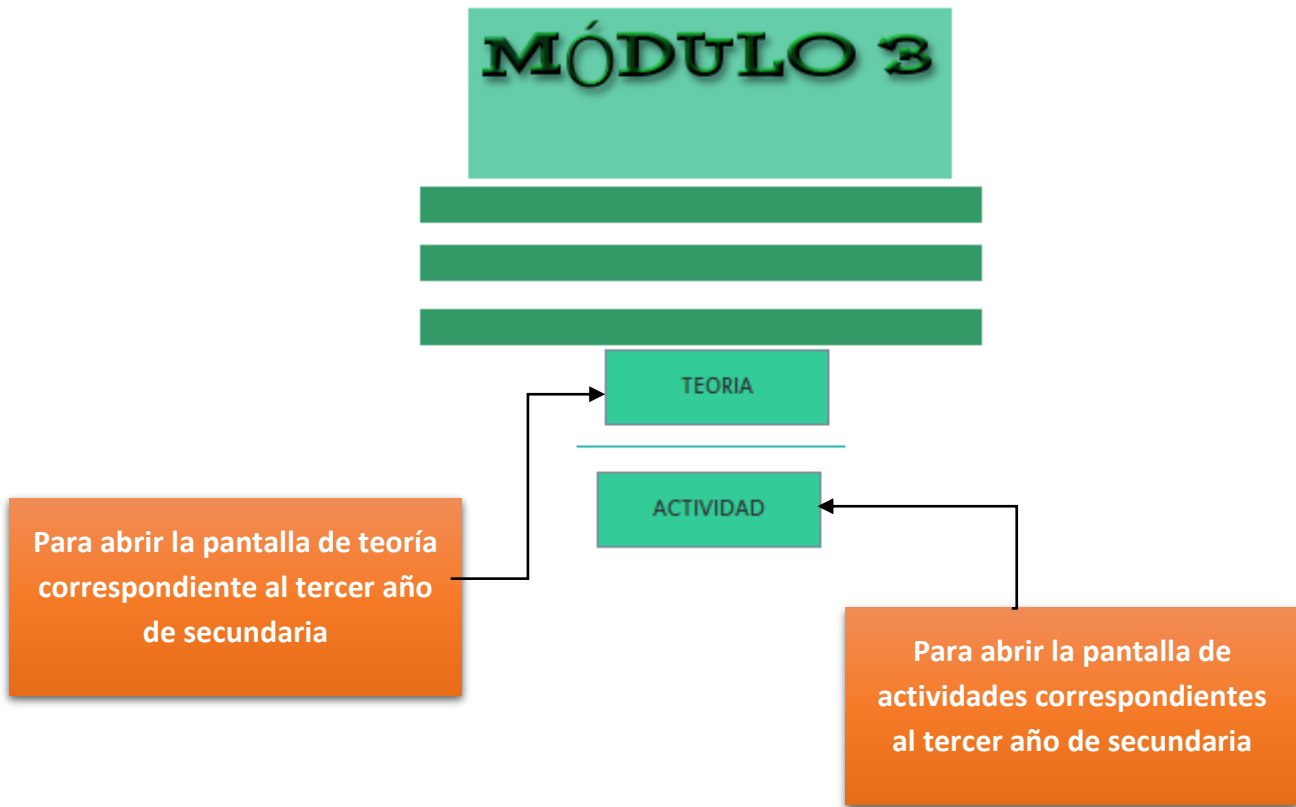 MÓDULO 3
TEORIA
ACTIVIDAD
Para abrir la pantalla de teoría
correspondiente al tercer año
de secundaria
Para abrir la pantalla de
actividades correspondientes
al tercer año de secundaria